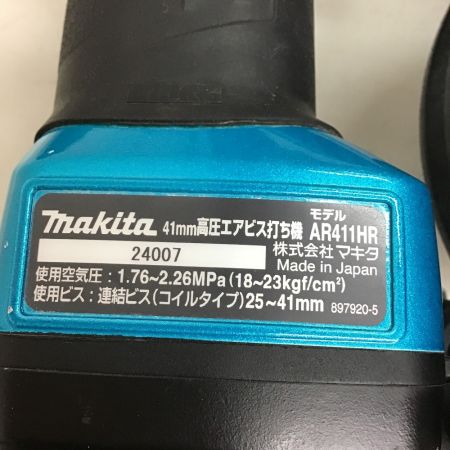 makita 41mm高圧エアビス打ち機 モデル AR411HR
24007 株式会社 マキタ
Made in Japan
使用空気圧：1.76~2.26MPa(18~23kgf/cm²)
使用ビス：連結ビス(コイルタイプ)25~41mm 897920-5